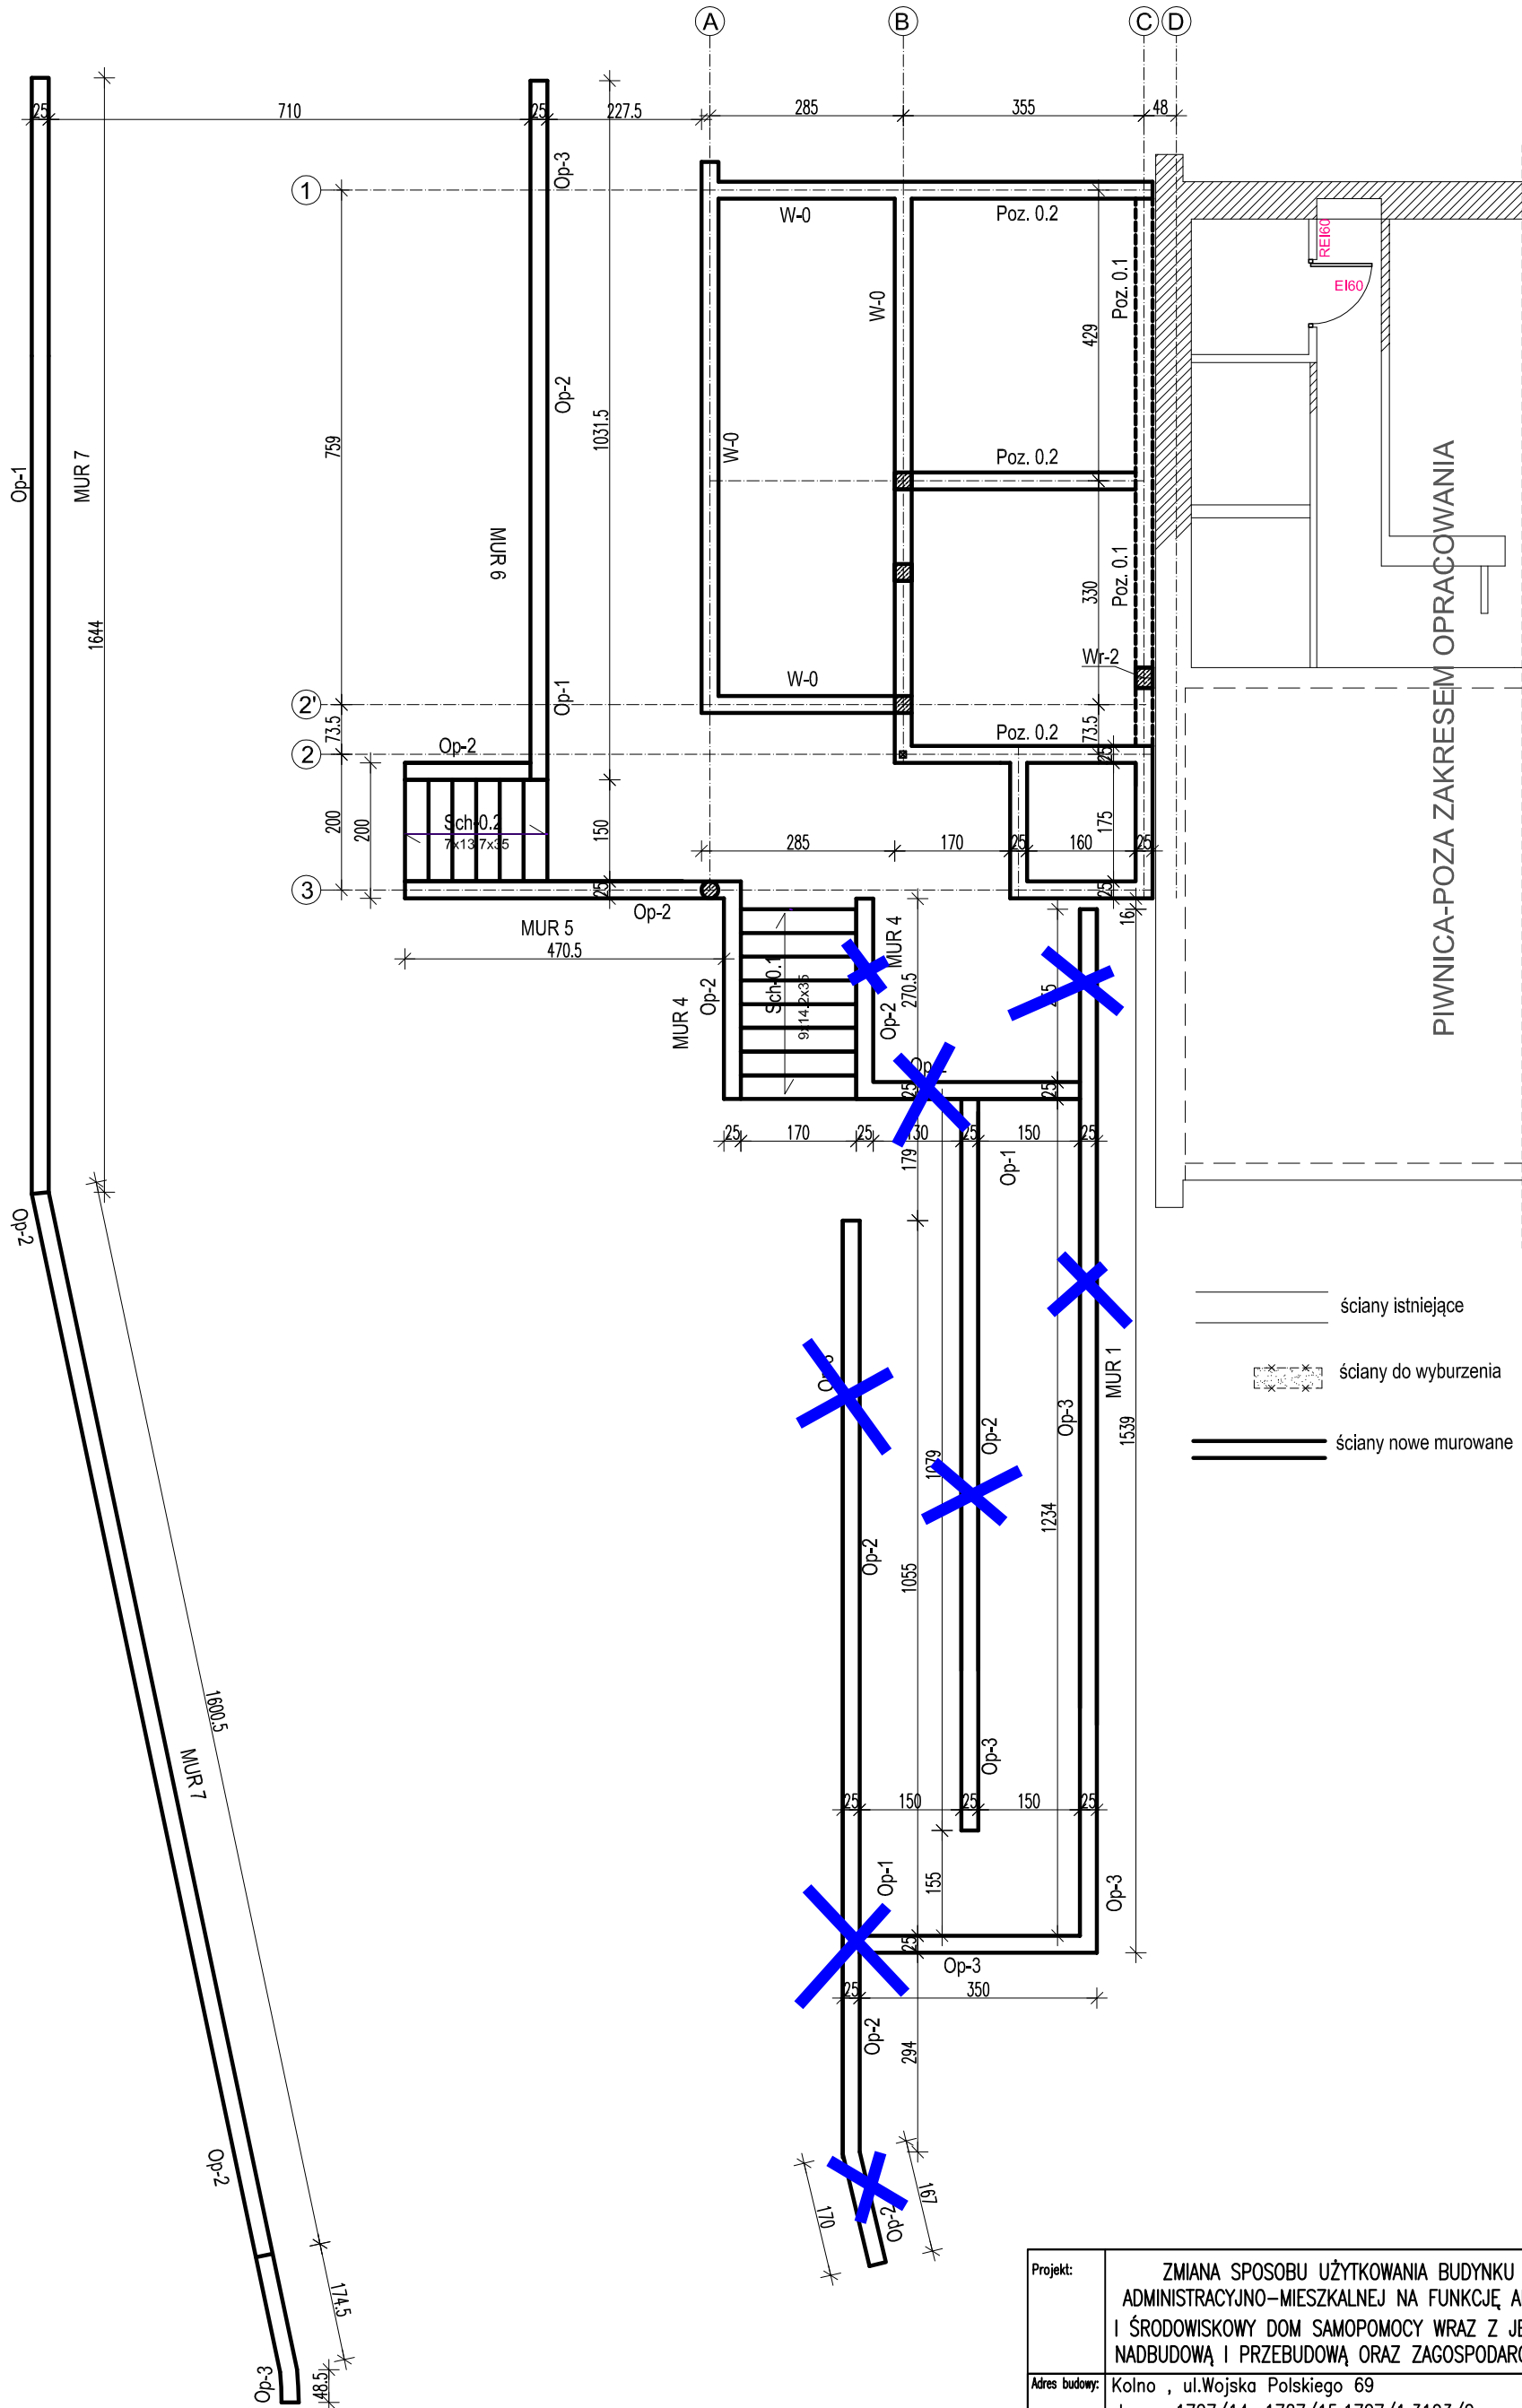 A B C D
25 710 25 227.5 285 355 48
1
Op-3
W-0
Poz. 0.2
REI60
EI60
Poz. 0.1
W-0
429
Op-2
759
1031.5
W-0
Poz. 0.2
Op-1
MUR 7
MUR 6
1644
330
Poz. 0.1
PIWNICA-POZA ZAKRESEM OPRACOWANIA
Wr-2
W-0
Op-1
2'
73.5
73.5
Poz. 0.2
2
Op-2
25
200
200
Sch-0.2
7x13,7x35
150
175
285 170 25 160 25
3
25
25
Op-2
MUR 5
470.5
16
MUR 4
270.5
Op-2
MUR 4
Sch-0.1
9x14.2x35
Op-2
25
25
25 170 25 130 25 150 25
179
Op-1
Op-2
ściany istniejące
ściany do wyburzenia
ściany nowe murowane
MUR 1
Op-3
1539
Op-2
1079
1234
Op-2
1055
1600.5
MUR 7
Op-3
25 150 25 150 25
Op-1
155
Op-3
25
Op-3
25 350
Op-2
294
Op-2
167
170
Op-2
174.5
Op-3
48.5
Projekt:
ZMIANA SPOSOBU UŻYTKOWANIA BUDYNKU
ADMINISTRACYJNO-MIESZKALNEJ NA FUNKCJĘ
I ŚRODOWISKOWY DOM SAMOPOMOCY WRAZ Z
NADBUDOWĄ I PRZEBUDOWĄ ORAZ
Adres budowy:
Kolno , ul.Wojska Polskiego 69